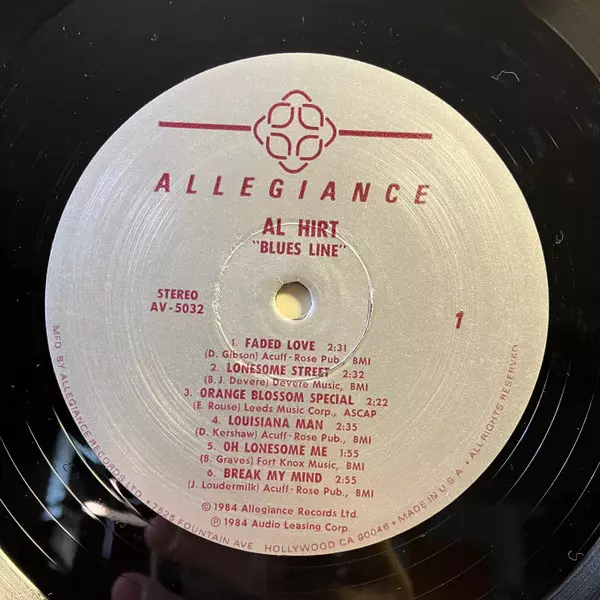 ALLEGIANCE
AL HIRT
"BLUES LINE"
STEREO
AV-5032
1
1. FADED LOVE 2:31
(D. Gibson) Acuff-Rose Pub., BMI
2. LONESOME STREET 2:32
(B. J. Devere) Devere Music, BMI
3. ORANGE BLOSSOM SPECIAL 2:22
(E. Rouse) Leeds Music Corp., ASCAP
4. LOUISIANA MAN 2:35
(D. Kershaw) Acuff-Rose Pub., BMI
5. OH LONESOME ME 1:55
(B. Graves) Fort Knox Music, BMI
6. BREAK MY MIND 2:55
(J. Loudermilk) Acuff-Rose Pub., BMI
© 1984 Allegiance Records Ltd.
℗ 1984 Audio Leasing Corp.
MFD BY ALLEGIANCE RECORDS LTD. • 7525 FOUNTAIN AVE HOLLYWOOD CA 90046 • MADE IN U.S.A. • ALL RIGHTS RESERVED